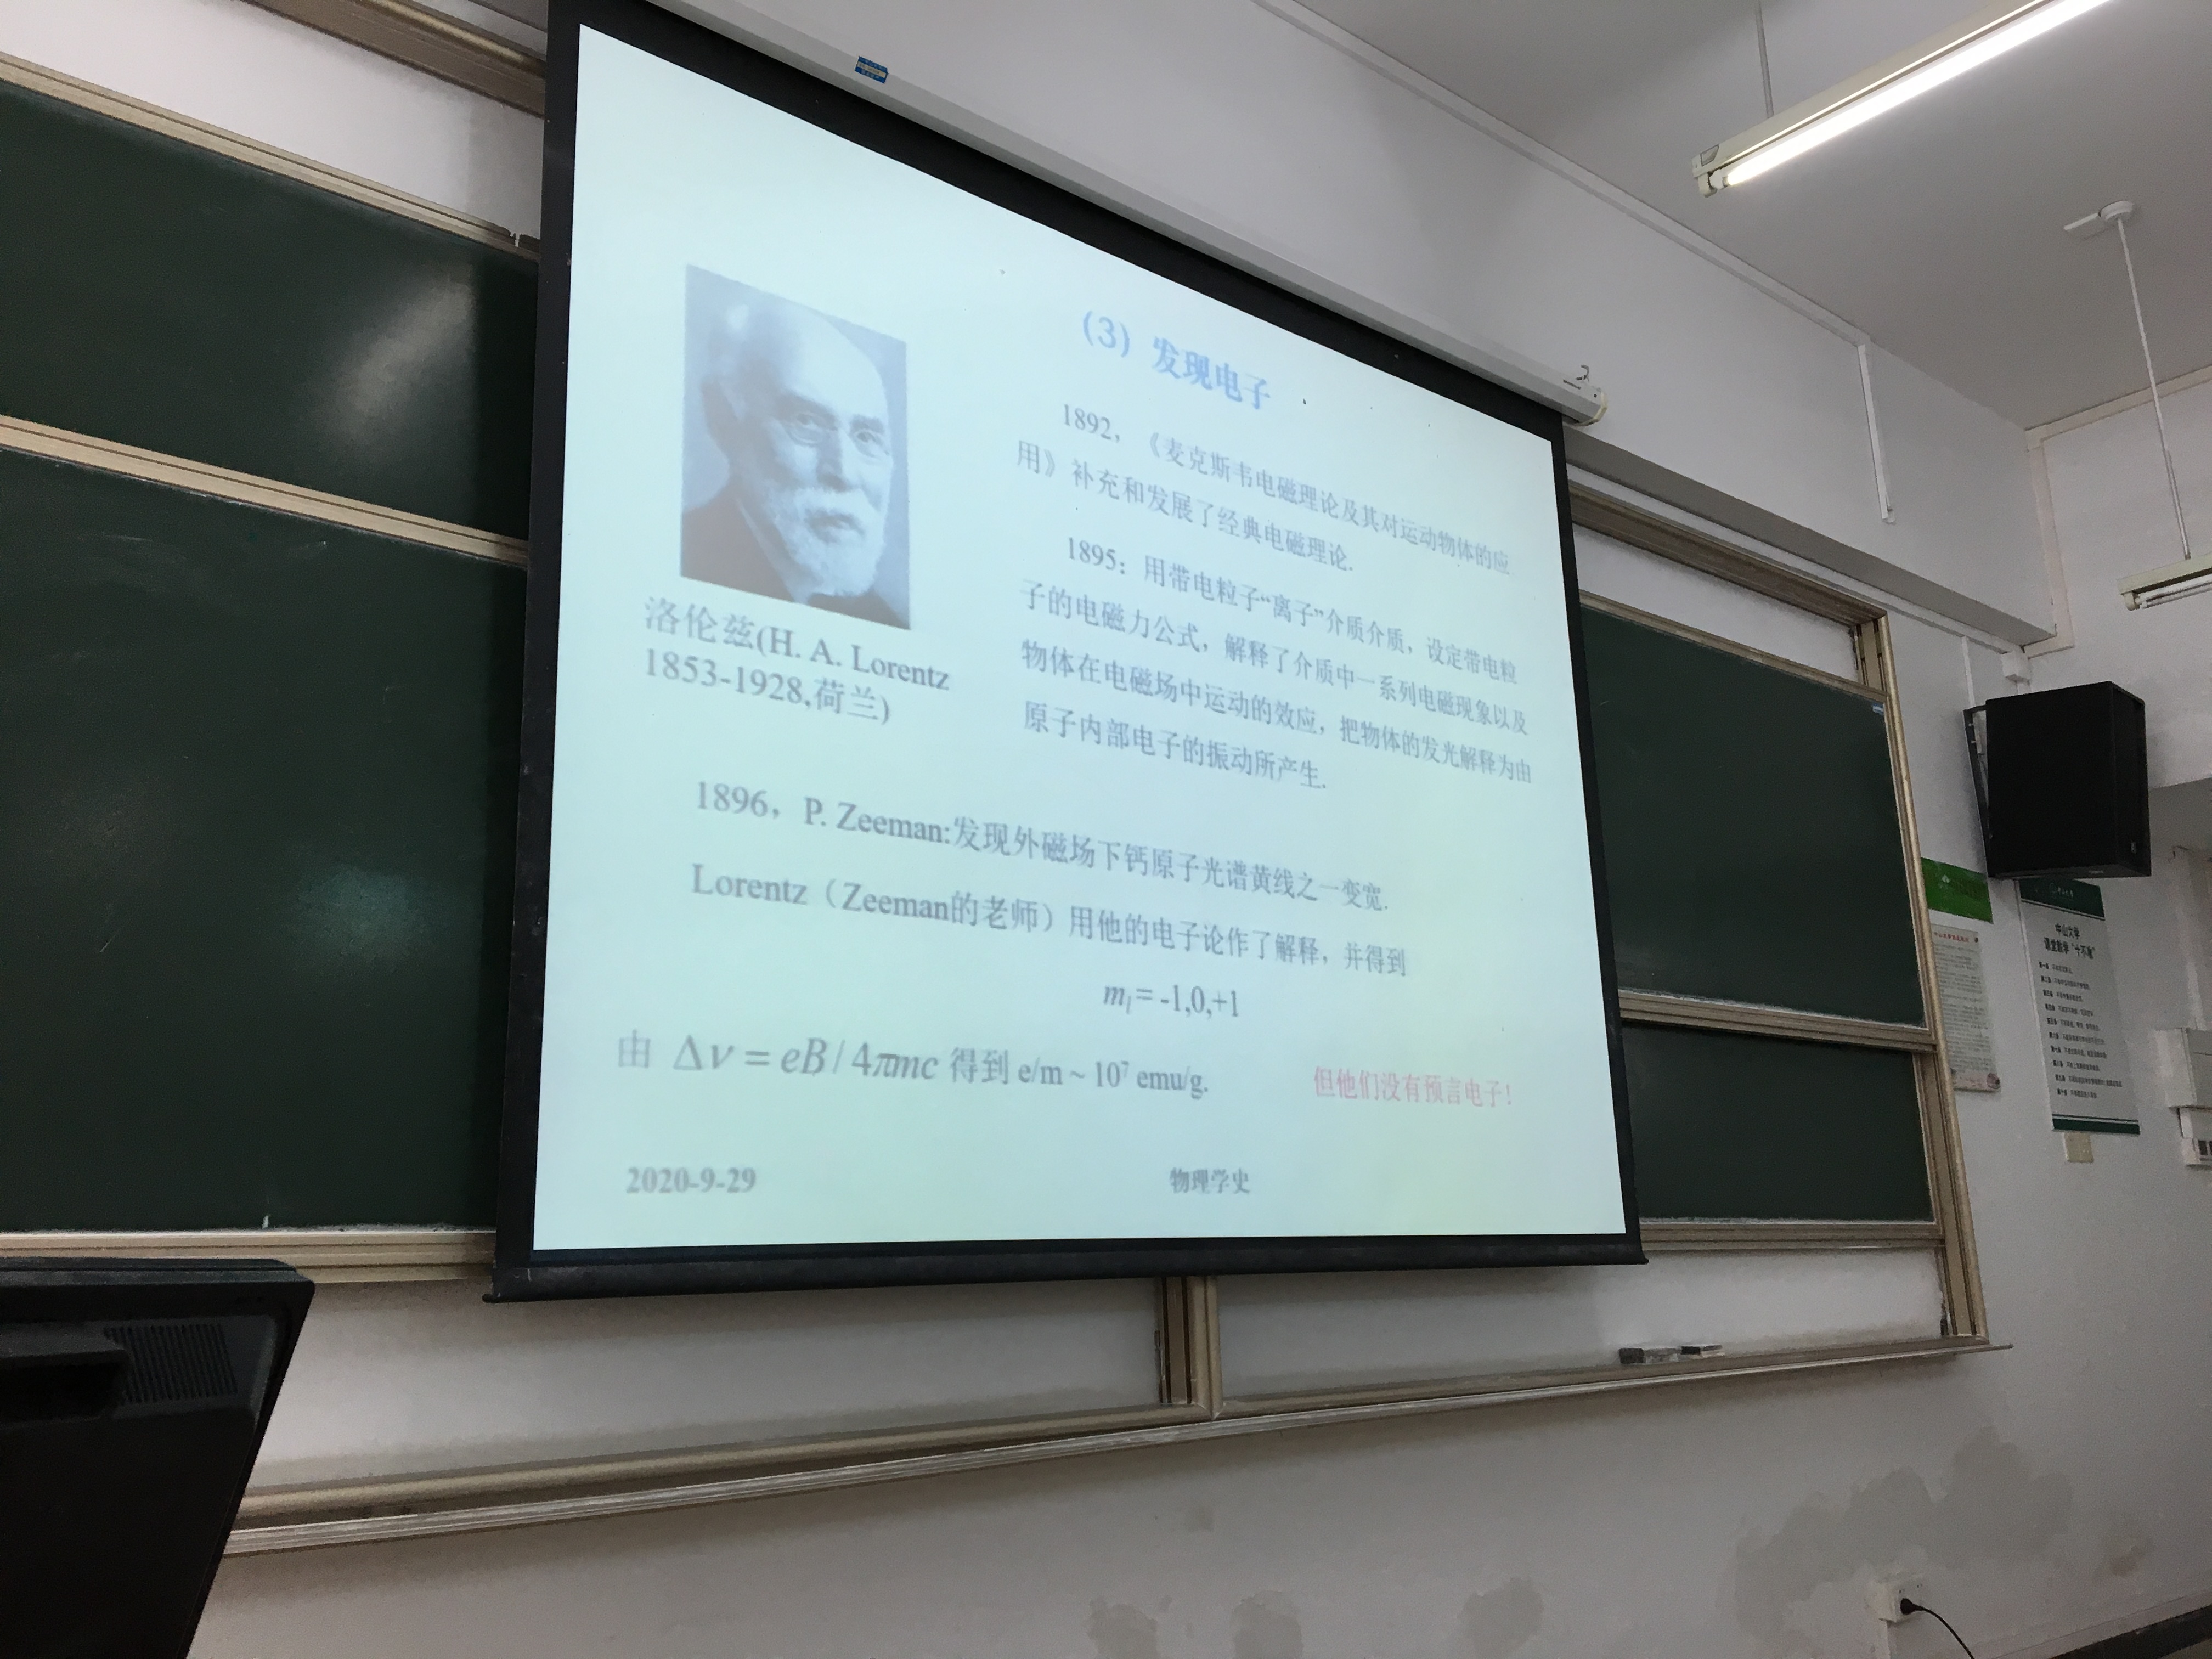 (3) 发现电子
1892，《麦克斯韦电磁理论及其对运动物体的应
用》补充和发展了经典电磁理论.
1895：用带电粒子“离子”介质介质，设定带电粒
子的电磁力公式，解释了介质中一系列电磁现象以及
物体在电磁场中运动的效应，把物体的发光解释为由
原子内部电子的振动所产生.
洛伦兹(H. A. Lorentz
1853-1928,荷兰)
1896，P. Zeeman:发现外磁场下钙原子光谱黄线之一变宽.
Lorentz（Zeeman的老师）用他的电子论作了解释，并得到
mₗ= -1,0,+1
由 Δν = eB / 4πmc 得到 e/m ~ 10⁷ emu/g.
但他们没有预言电子!
2020-9-29
物理学史
中山大学
课堂教学“十不准”